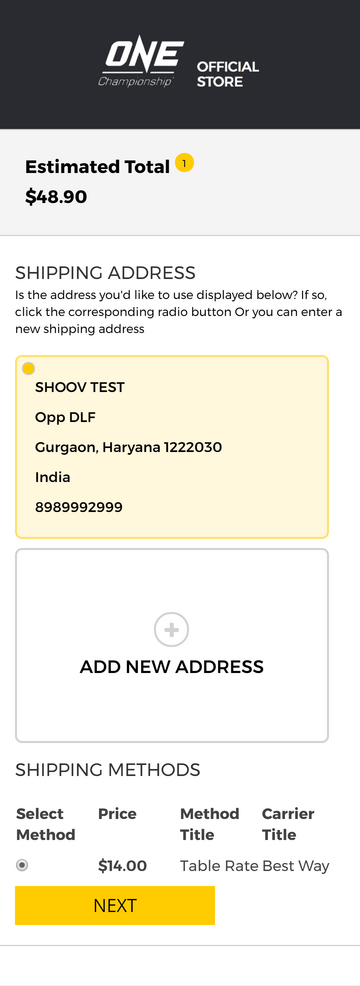 ONE
Championship
OFFICIAL
STORE
Estimated Total 1
$48.90
SHIPPING ADDRESS
Is the address you'd like to use displayed below? If so,
click the corresponding radio button Or you can enter a
new shipping address
SHOOV TEST
Opp DLF
Gurgaon, Haryana 1222030
India
8989992999
ADD NEW ADDRESS
SHIPPING METHODS
Select Method Price Method Title Carrier Title
$14.00 Table Rate Best Way
NEXT